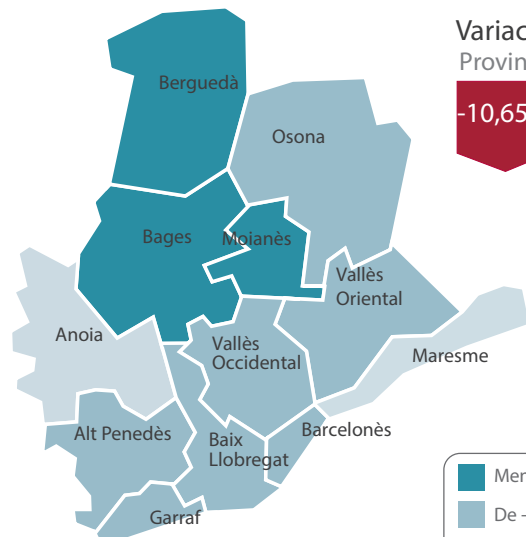 Variac
Provin
-10,65
Berguedà
Osona
Bages
Moianès
Vallès
Oriental
Anoia
Vallès
Occidental
Maresme
Alt Penedès
Baix
Llobregat
Barcelonès
Garraf
Men
De -